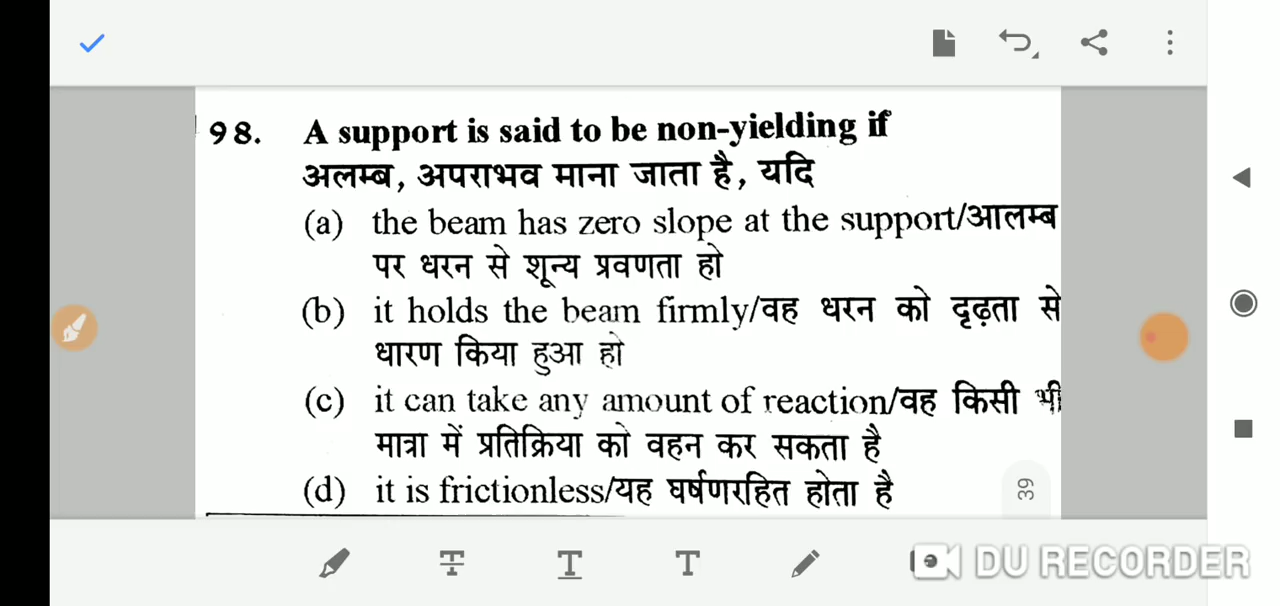 98. A support is said to be non-yielding if
अलम्ब, अपराभव माना जाता है, यदि
(a) the beam has zero slope at the support/आलम्ब
पर धरन से शून्य प्रवणता हो
(b) it holds the beam firmly/वह धरन को दृढ़ता से
धारण किया हुआ हो
(c) it can take any amount of reaction/वह किसी भी
मात्रा में प्रतिक्रिया को वहन कर सकता है
(d) it is frictionless/यह घर्षणरहित होता है
39
T T T
DU RECORDER